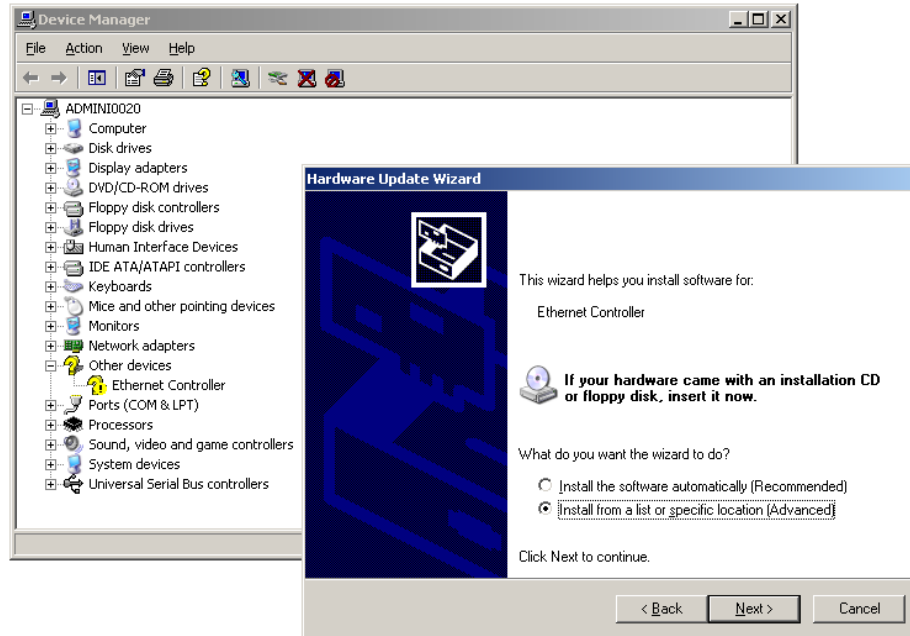 Device Manager
File Action View Help
ADMINI0020
Computer
Disk drives
Display adapters
DVD/CD-ROM drives
Floppy disk controllers
Floppy disk drives
Human Interface Devices
IDE ATA/ATAPI controllers
Keyboards
Mice and other pointing devices
Monitors
Network adapters
Other devices
Ethernet Controller
Ports (COM & LPT)
Processors
Sound, video and game controllers
System devices
Universal Serial Bus controllers
Hardware Update Wizard
This wizard helps you install software for:
Ethernet Controller
If your hardware came with an installation CD
or floppy disk, insert it now.
What do you want the wizard to do?
Install the software automatically (Recommended)
Install from a list or specific location (Advanced)
Click Next to continue.
< Back Next > Cancel